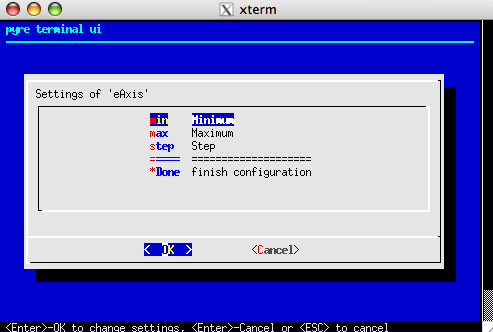 xterm
pyre terminal ui
Settings of 'eAxis'
min Minimum
max Maximum
step Step
===== ====================
*Done finish configuration
< OK > <Cancel>
<Enter>-OK to change settings, <Enter>-Cancel or <ESC> to cancel